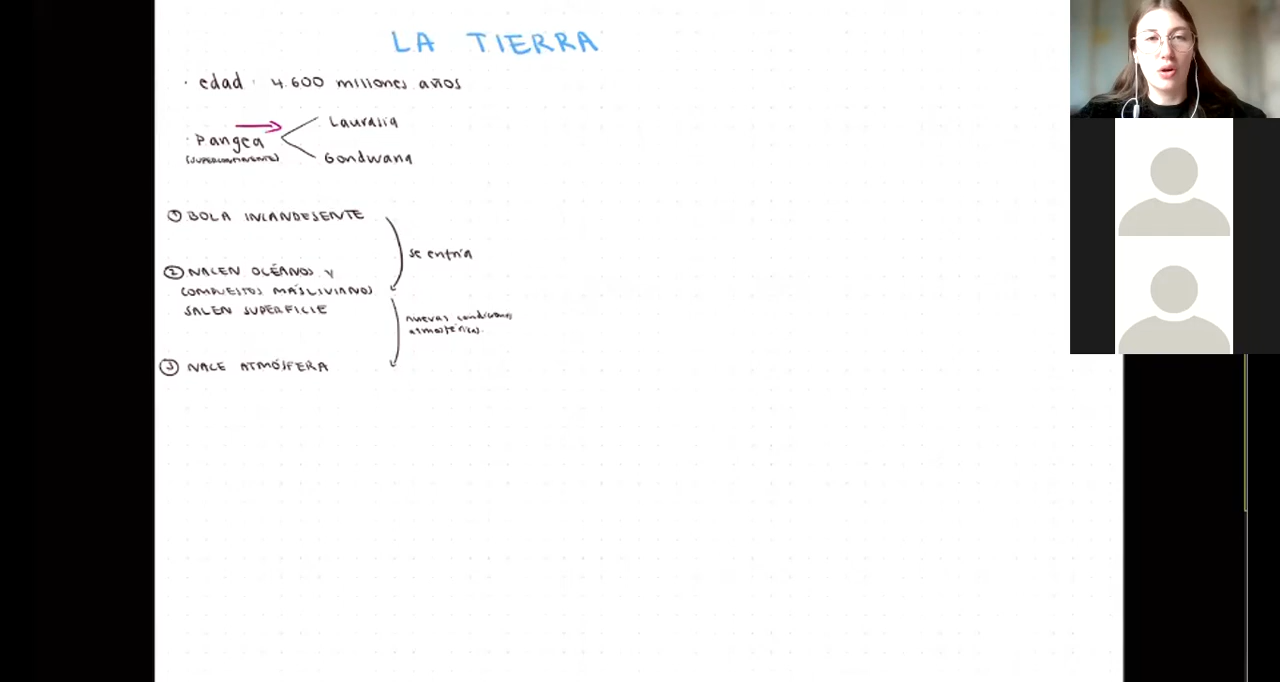 LA TIERRA
· edad · 4.600 millones años
· Pangea
(SUPERCONTINENTE)
Laurasia
Gondwana
① BOLA INCANDESENTE
se enfría
② NACEN OCÉANOS Y
COMPUESTOS MÁS LIVIANOS
SALEN SUPERFICIE
nuevas condiciones
atmosféricas.
③ NACE ATMÓSFERA